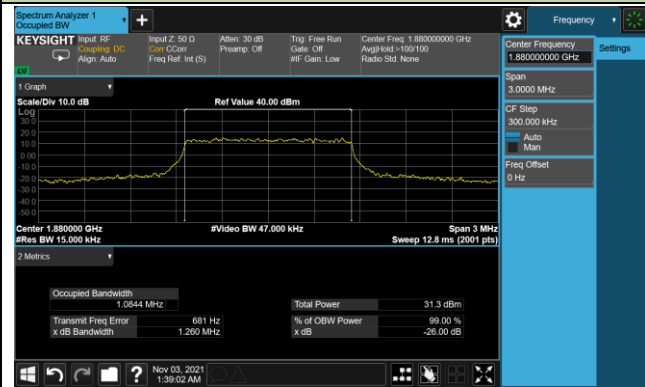 Spectrum Analyzer 1
Occupied BW
Frequency
KEYSIGHT
Input: RF
Coupling: DC
Align: Auto
Input Z: 50 Ω
Corr CCorr
Freq Ref: Int (S)
Atten: 30 dB
Preamp: Off
Trig: Free Run
Gate: Off
#IF Gain: Low
Center Freq: 1.880000000 GHz
Avg|Hold:>100/100
Radio Std: None
LXI
Center Frequency
1.880000000 GHz
Settings
Span
3.0000 MHz
CF Step
300.000 kHz
Auto
Man
Freq Offset
0 Hz
1 Graph
Scale/Div 10.0 dB
Ref Value 40.00 dBm
Log
30.0
20.0
10.0
0.00
-10.0
-20.0
-30.0
-40.0
-50.0
Center 1.880000 GHz
#Video BW 47.000 kHz
Span 3 MHz
#Res BW 15.000 kHz
Sweep 12.8 ms (2001 pts)
2 Metrics
Occupied Bandwidth
1.0844 MHz
Total Power 31.3 dBm
Transmit Freq Error 681 Hz
% of OBW Power 99.00 %
x dB Bandwidth 1.260 MHz
x dB -26.00 dB
Nov 03, 2021
1:39:02 AM